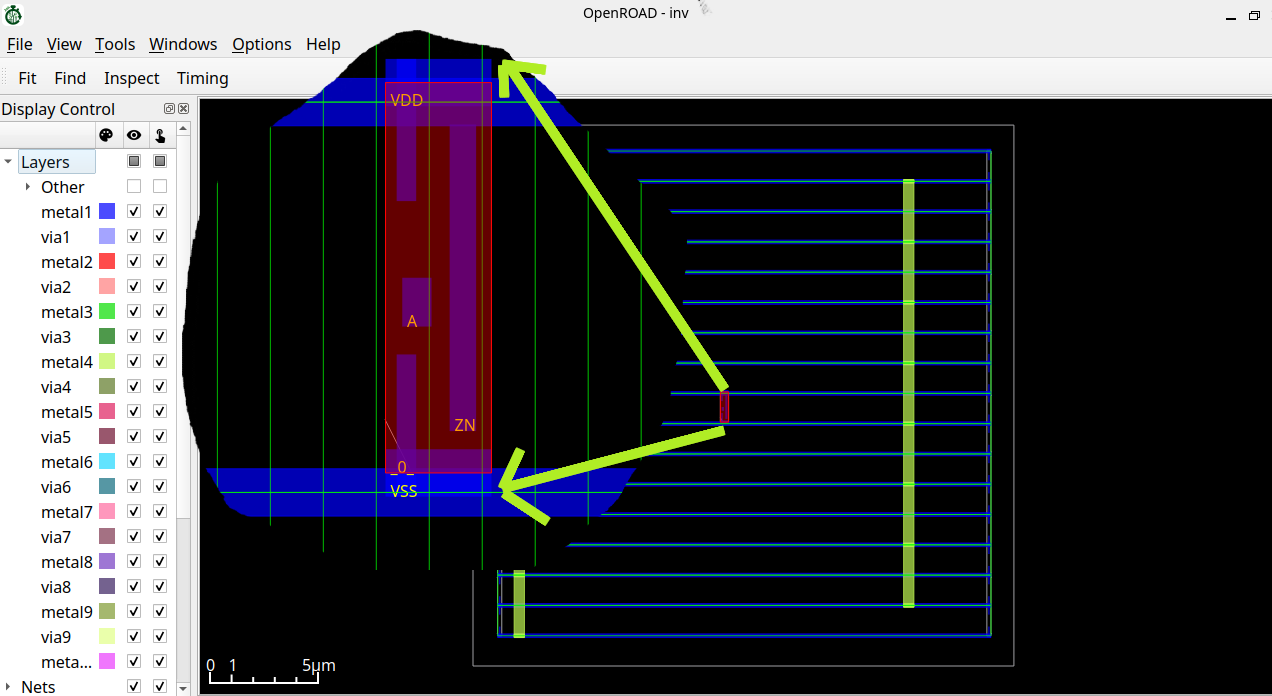 OpenROAD - inv
File View Tools Windows Options Help
Fit Find Inspect Timing
Display Control
Layers
Other
metal1
via1
metal2
via2
metal3
via3
metal4
via4
metal5
via5
metal6
via6
metal7
via7
metal8
via8
metal9
via9
meta...
Nets
VDD
A
ZN
_0_
VSS
0 1 5µm